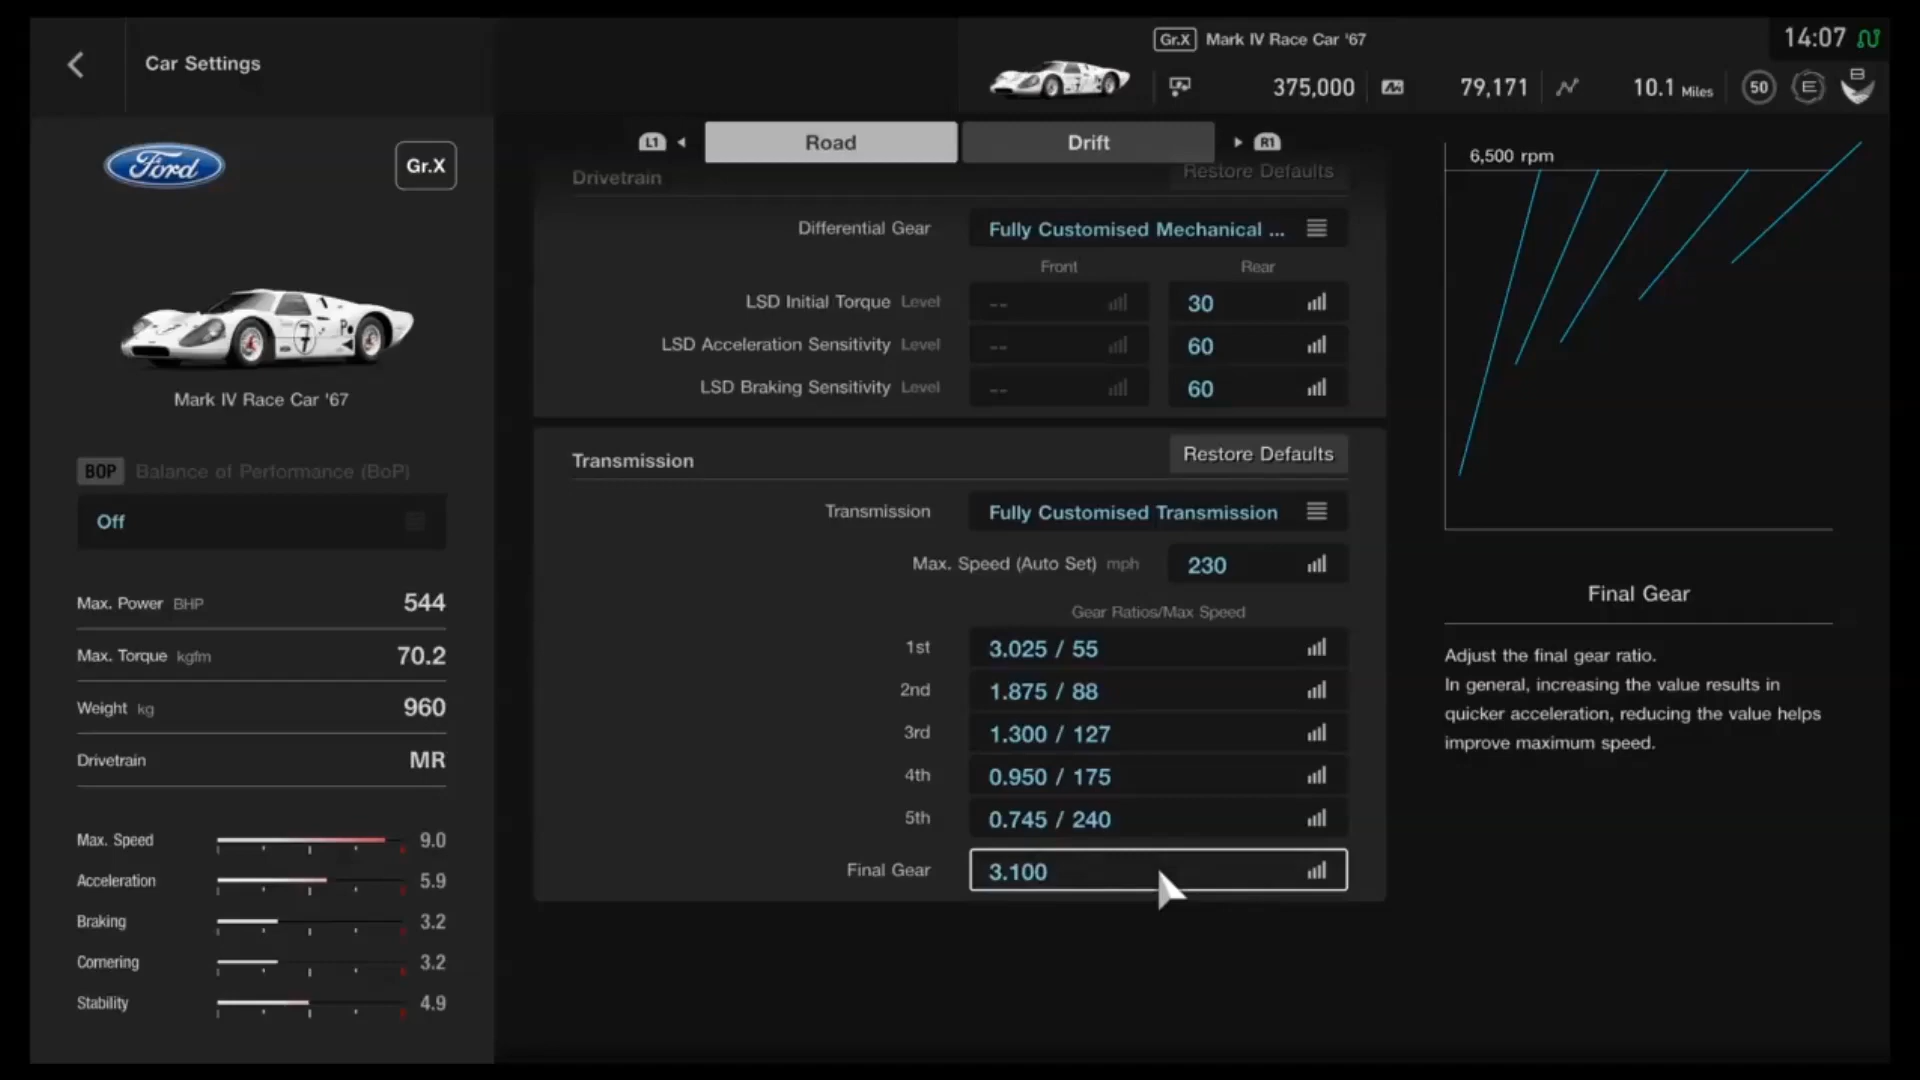 Car Settings
Gr.X Mark IV Race Car '67
14:07
375,000
79,171
10.1 Miles
50
E
B
Ford
Gr.X
Mark IV Race Car '67
BOP Balance of Performance (BoP)
Off
Max. Power BHP 544
Max. Torque kgfm 70.2
Weight kg 960
Drivetrain MR
Max. Speed 9.0
Acceleration 5.9
Braking 3.2
Cornering 3.2
Stability 4.9
L1 Road Drift R1
Drivetrain Restore Defaults
Differential Gear Fully Customised Mechanical ...
Front Rear
LSD Initial Torque Level -- 30
LSD Acceleration Sensitivity Level -- 60
LSD Braking Sensitivity Level -- 60
Transmission Restore Defaults
Transmission Fully Customised Transmission
Max. Speed (Auto Set) mph 230
Gear Ratios/Max Speed
1st 3.025 / 55
2nd 1.875 / 88
3rd 1.300 / 127
4th 0.950 / 175
5th 0.745 / 240
Final Gear 3.100
6,500 rpm
Final Gear
Adjust the final gear ratio.
In general, increasing the value results in
quicker acceleration, reducing the value helps
improve maximum speed.